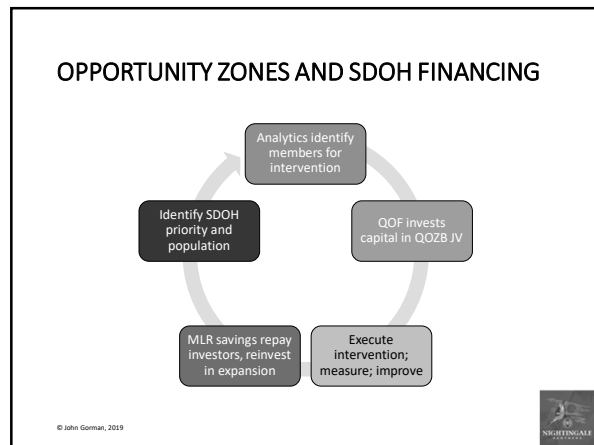 OPPORTUNITY ZONES AND SDOH FINANCING
Analytics identify
members for
intervention
QOF invests
capital in QOZB JV
Execute
intervention;
measure; improve
MLR savings repay
investors, reinvest
in expansion
Identify SDOH
priority and
population
© John Gorman, 2019
NIGHTINGALE
PARTNERS